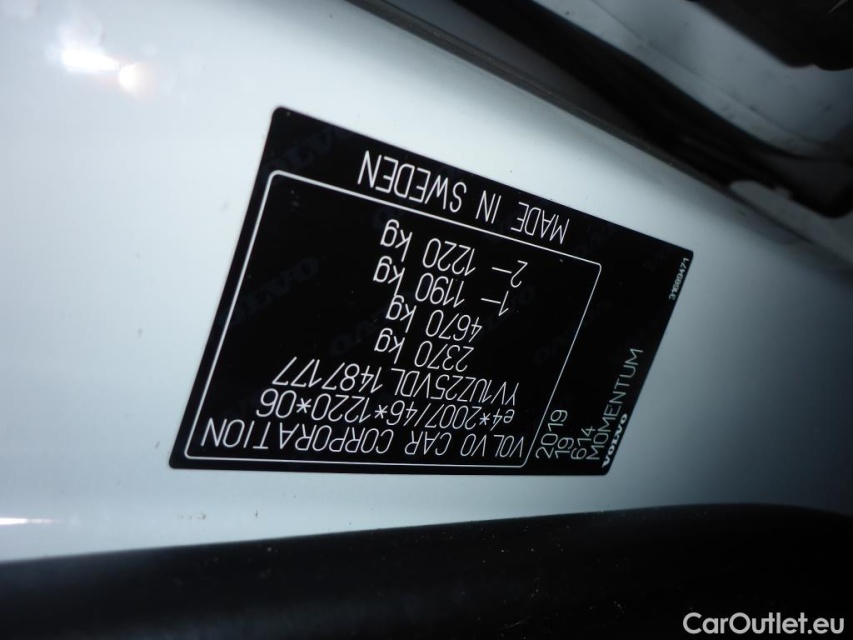 VOLVO CAR CORPORATION
e4*2007/46*1220*06
YV1UZ25VDL1487177
2370 kg
4670 kg
1– 1190 kg
2– 1220 kg
MADE IN SWEDEN
VOLVO
MOMENTUM
614
19
2019
31689471
CarOutlet.eu